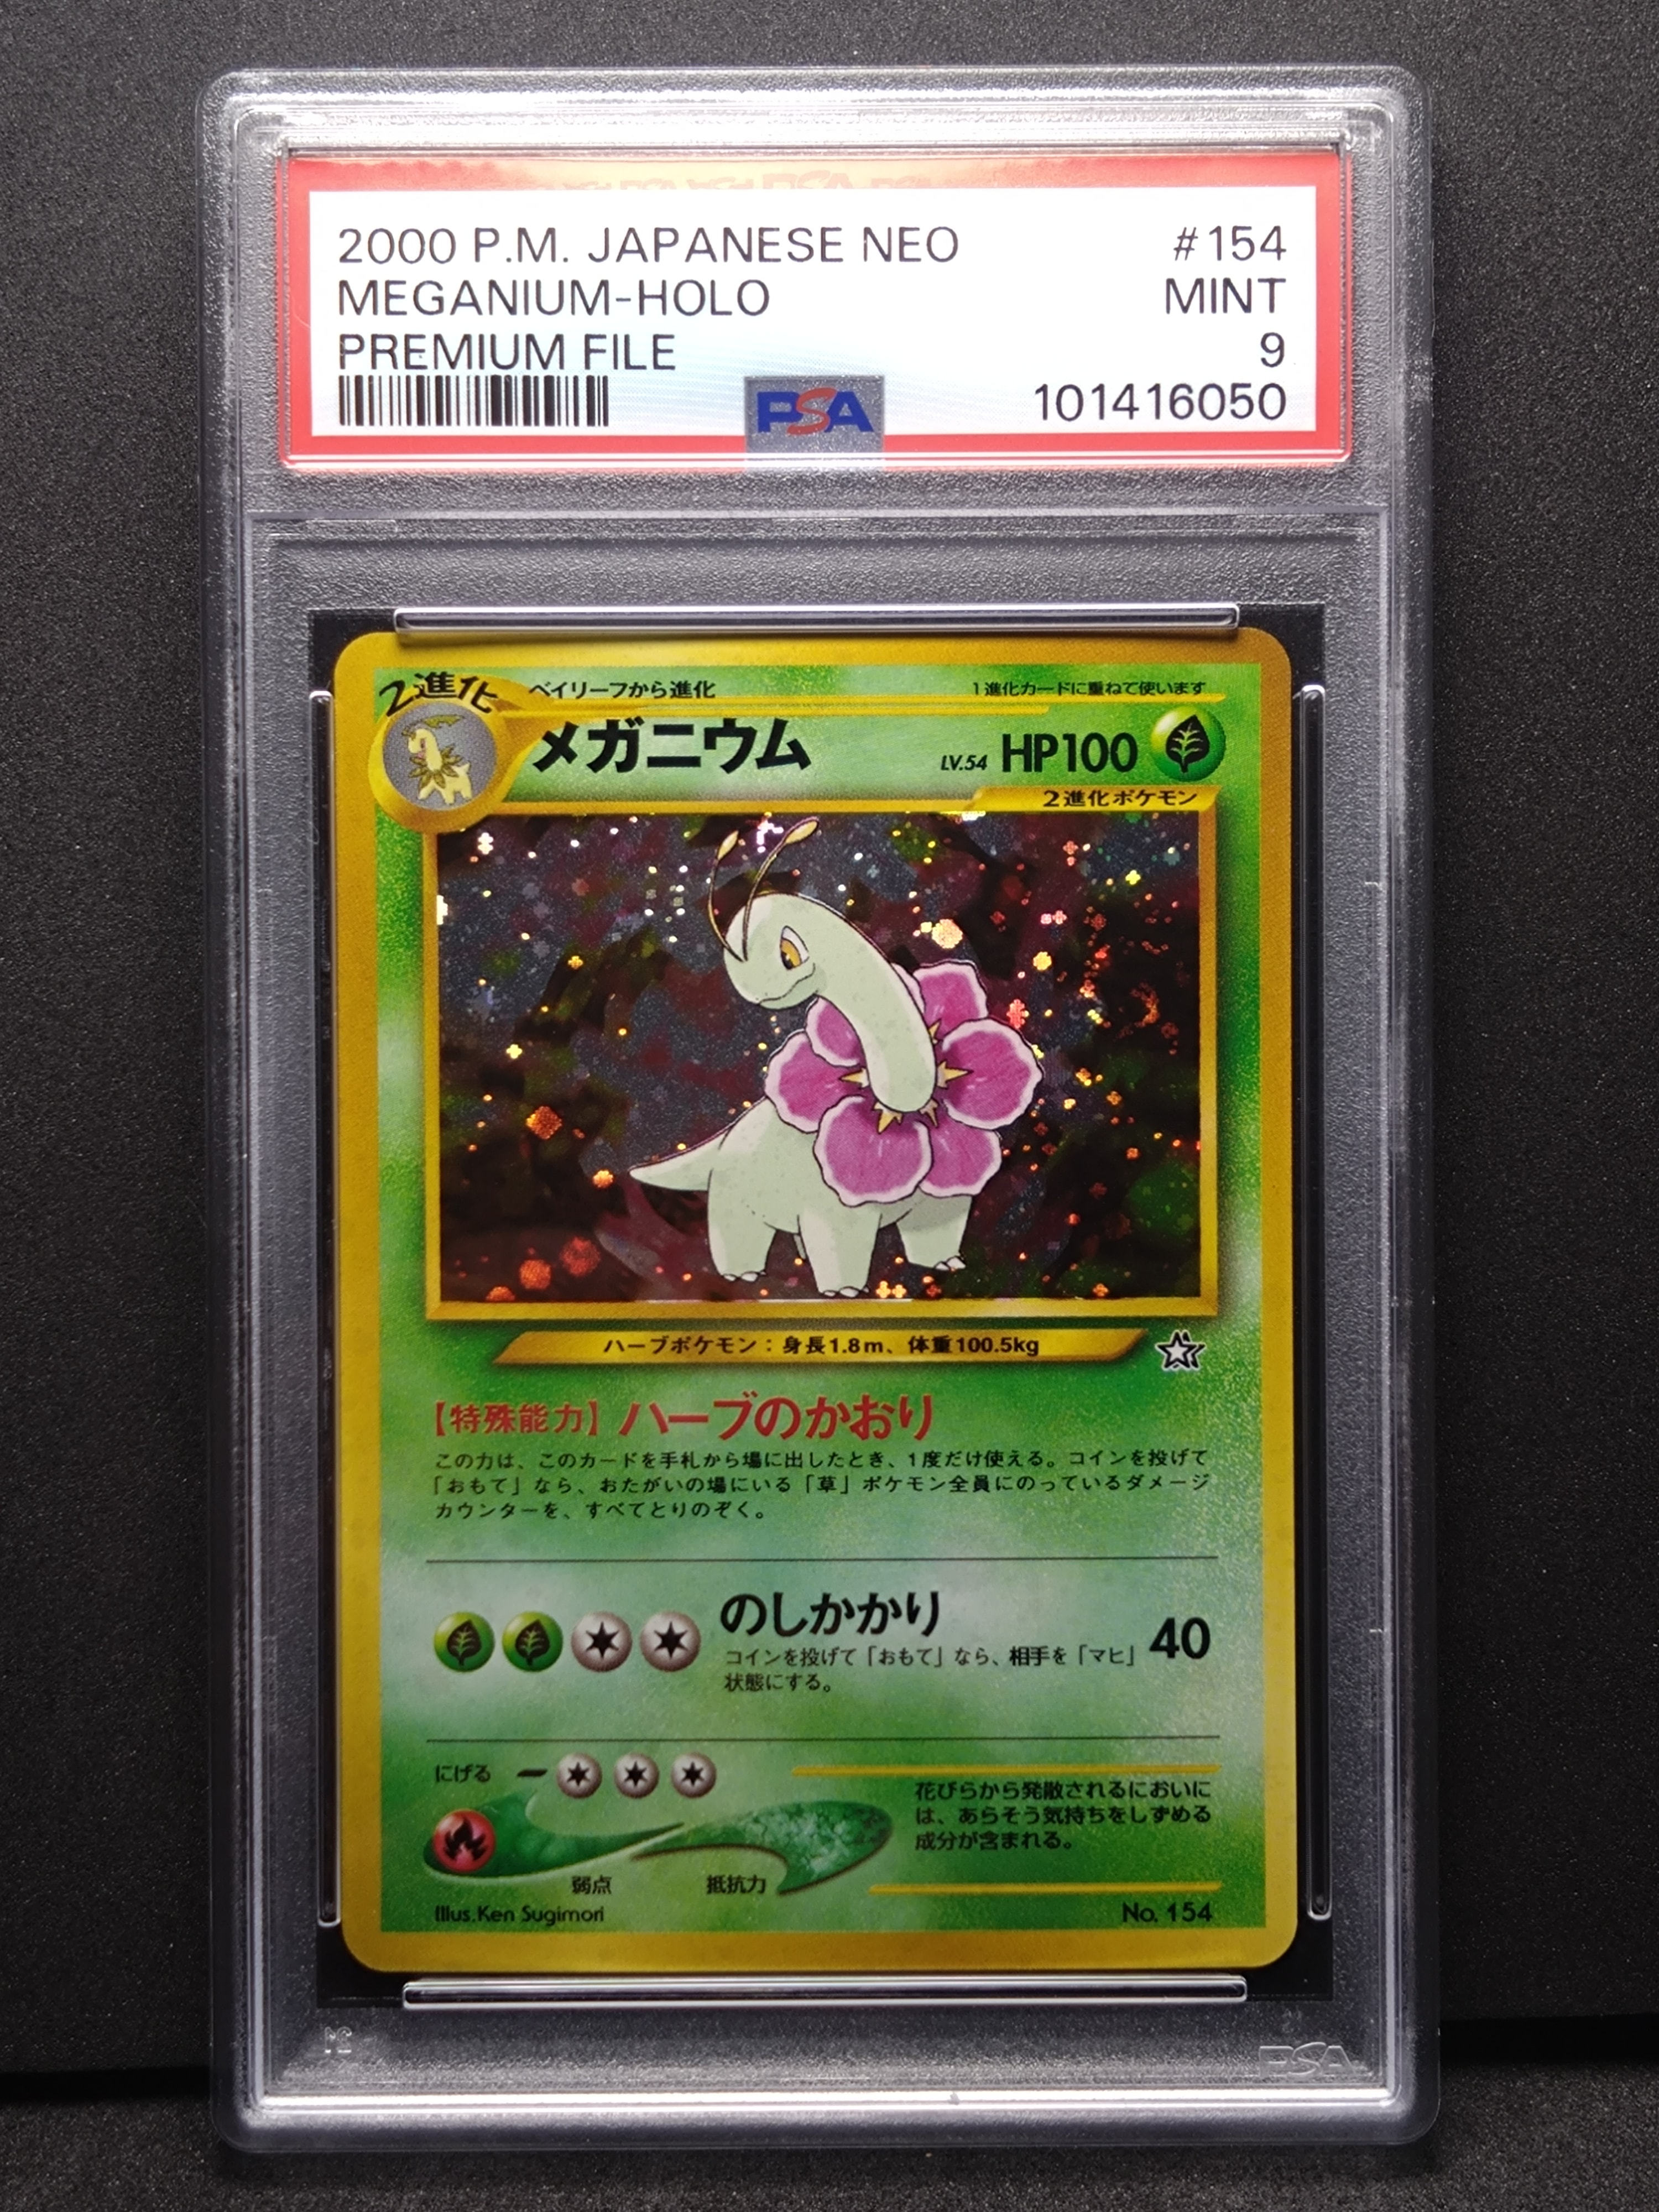 2000 P.M. JAPANESE NEO #154
MEGANIUM-HOLO MINT
PREMIUM FILE 9
PSA 101416050
2進化 ベイリーフから進化 1進化カードに重ねて使います
メガニウム LV.54 HP100
2進化ポケモン
ハーブポケモン：身長1.8m、体重100.5kg
【特殊能力】ハーブのかおり
この力は、このカードを手札から場に出したとき、1度だけ使える。コインを投げて
「おもて」なら、おたがいの場にいる「草」ポケモン全員にのっているダメージ
カウンターを、すべてとりのぞく。
のしかかり 40
コインを投げて「おもて」なら、相手を「マヒ」
状態にする。
にげる
花びらから発散されるにおいに
は、あらそう気持ちをしずめる
成分が含まれる。
弱点 抵抗力
Illus.Ken Sugimori No. 154
PSA